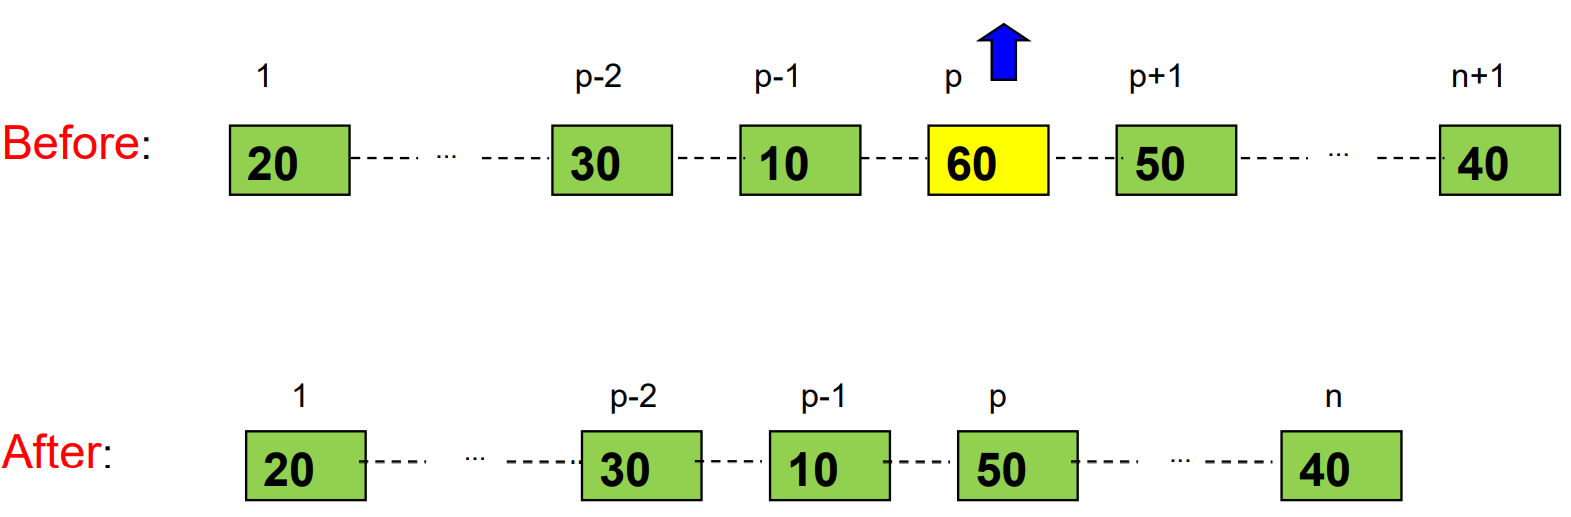 1 p-2 p-1 p p+1 n+1
Before: 20 ... 30 10 60 50 ... 40
1 p-2 p-1 p n
After: 20 ... 30 10 50 ... 40